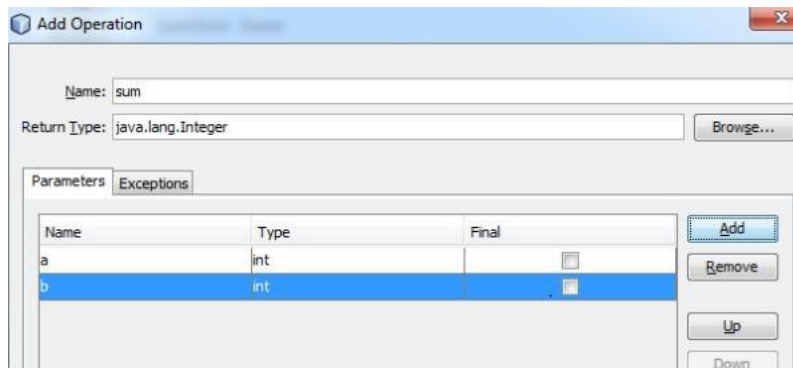 Add Operation
Name: sum
Return Type: java.lang.Integer Browse...
Parameters Exceptions
Name Type Final Add
a int
Remove
b int
Up
Down